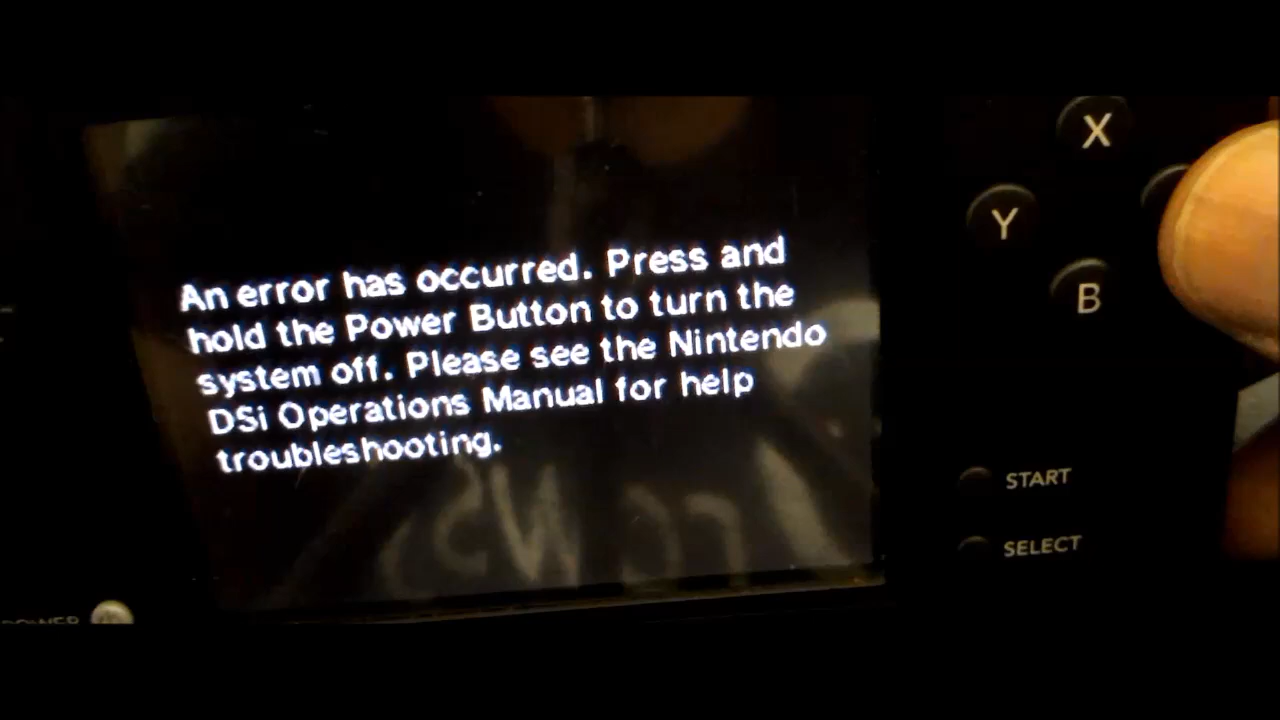 An error has occurred. Press and
hold the Power Button to turn the
system off. Please see the Nintendo
DSi Operations Manual for help
troubleshooting.
X
Y
B
START
SELECT
POWER